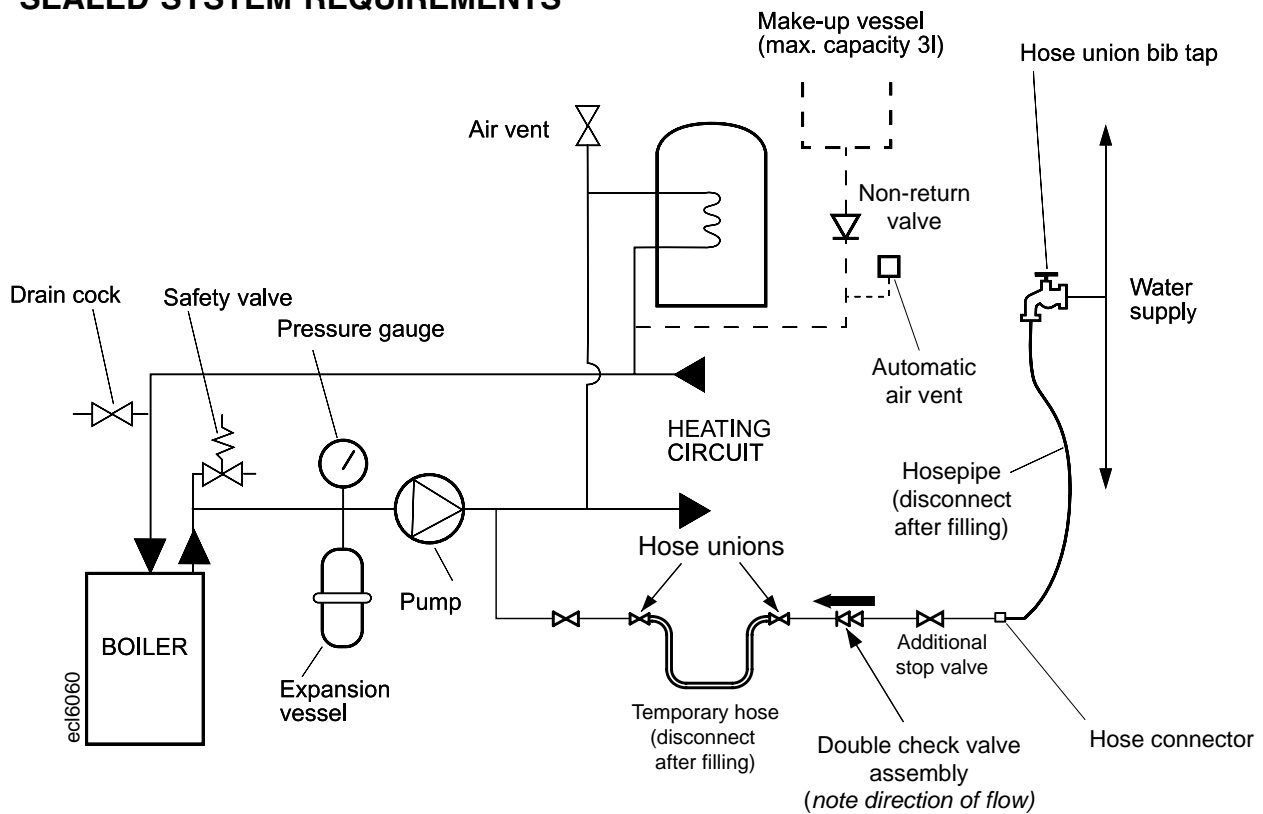 SEALED SYSTEM REQUIREMENTS
Make-up vessel
(max. capacity 3l)
Hose union bib tap
Air vent
Non-return
valve
Drain cock
Safety valve
Pressure gauge
Water
supply
Automatic
air vent
HEATING
CIRCUIT
Hosepipe
(disconnect
after filling)
Hose unions
Pump
BOILER
Additional
stop valve
ecl6060
Expansion
vessel
Temporary hose
(disconnect
after filling)
Double check valve
assembly
(note direction of flow)
Hose connector